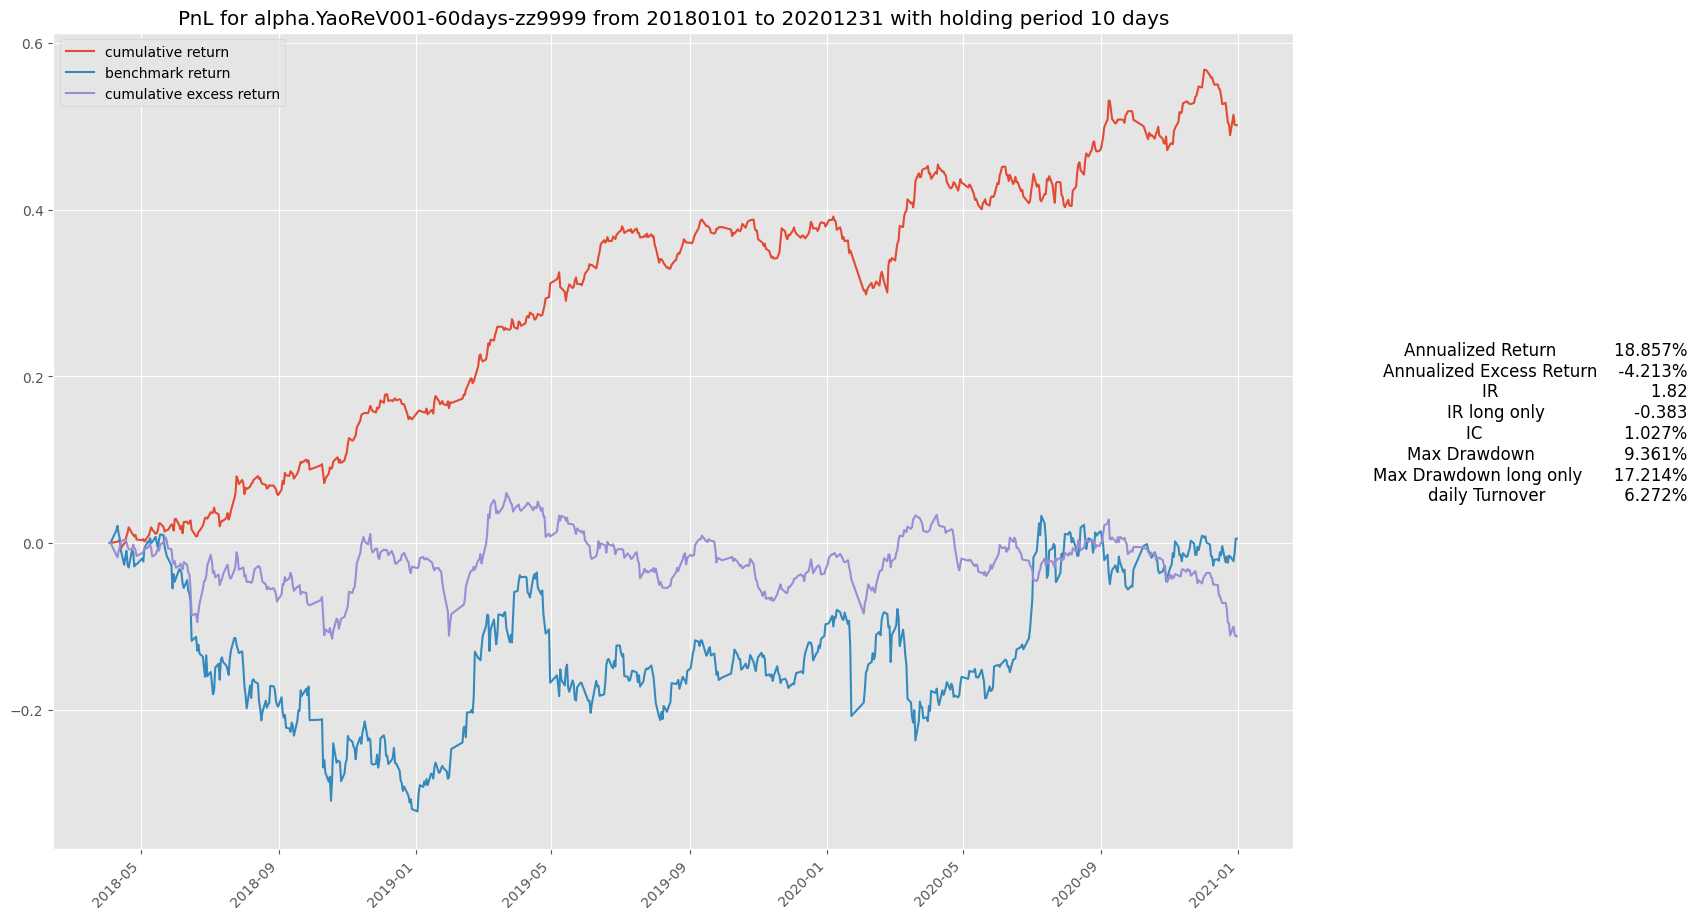 PnL for alpha.YaoReV001-60days-zz9999 from 20180101 to 20201231 with holding period 10 days
cumulative return
benchmark return
cumulative excess return
0.6
0.4
0.2
0.0
−0.2
2018-05
2018-09
2019-01
2019-05
2019-09
2020-01
2020-05
2020-09
2021-01
Annualized Return 18.857%
Annualized Excess Return -4.213%
IR 1.82
IR long only -0.383
IC 1.027%
Max Drawdown 9.361%
Max Drawdown long only 17.214%
daily Turnover 6.272%